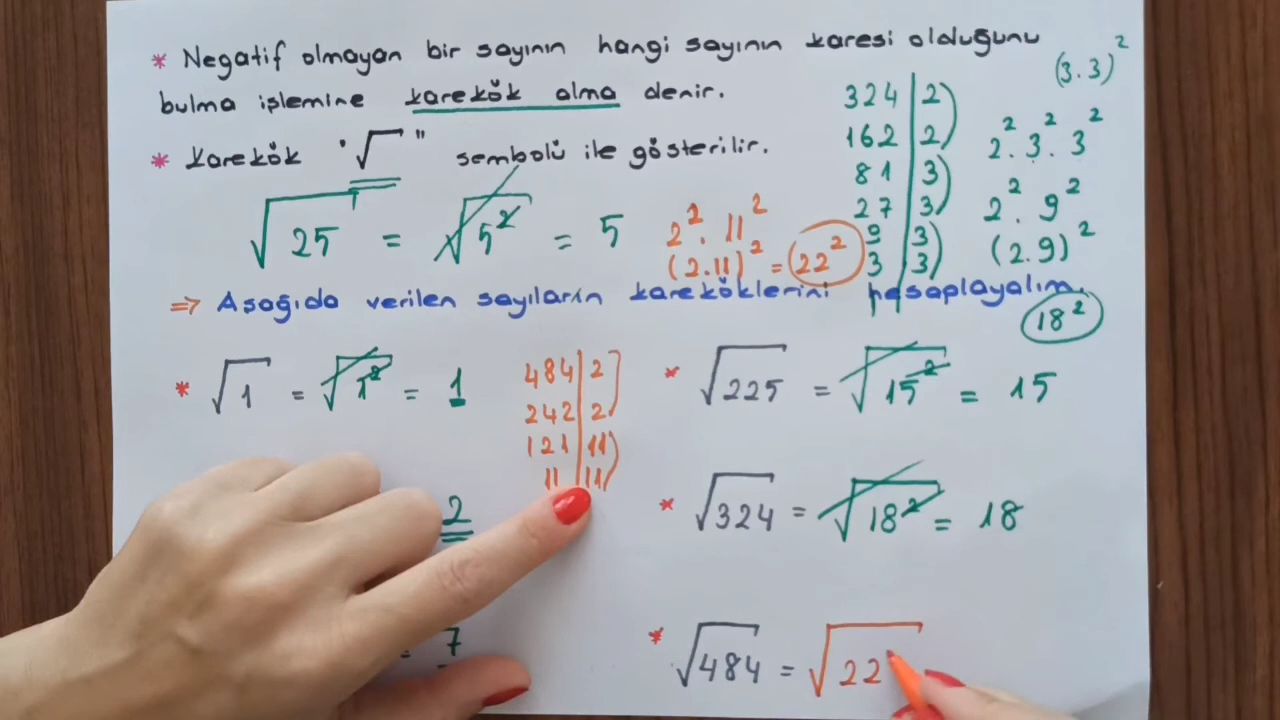 * Negatif olmayan bir sayının hangi sayının karesi olduğunu
bulma işlemine karekök alma denir.
* Karekök "√" sembolü ile gösterilir.
√25 = √5² = 5
2² . 11²
(2.11)² = 22²
324 | 2
162 | 2
81 | 3
27 | 3
9 | 3
3 | 3
(3.3)²
2² . 3² . 3²
2² . 9²
(2.9)²
18²
⇒ Aşağıda verilen sayıların kareköklerini hesaplayalım.
* √1 = √1² = 1
484 | 2
242 | 2
121 | 11
11 | 11
2
= 7
* √225 = √15² = 15
* √324 = √18² = 18
* √484 = √22